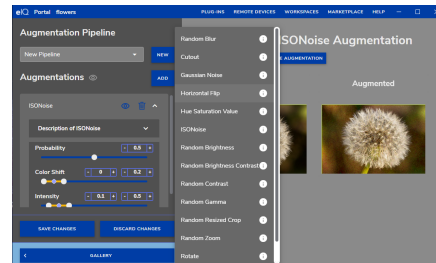 eIQ Portal flowers
PLUG-INS REMOTE DEVICES WORKSPACES MARKETPLACE HELP
Augmentation Pipeline
New Pipeline
NEW
Augmentations
ADD
ISONoise
Description of ISONoise
Probability
- 0.5 +
Color Shift
- 0 + - 0.2 +
Intensity
- 0.1 + - 0.5 +
SAVE CHANGES DISCARD CHANGES
< GALLERY
Random Blur
Cutout
Gaussian Noise
Horizontal Flip
Hue Saturation Value
ISONoise
Random Brightness
Random Brightness Contrast
Random Contrast
Random Gamma
Random Resized Crop
Random Zoom
Rotate
ISONoise Augmentation
AUGMENTATION
Augmented